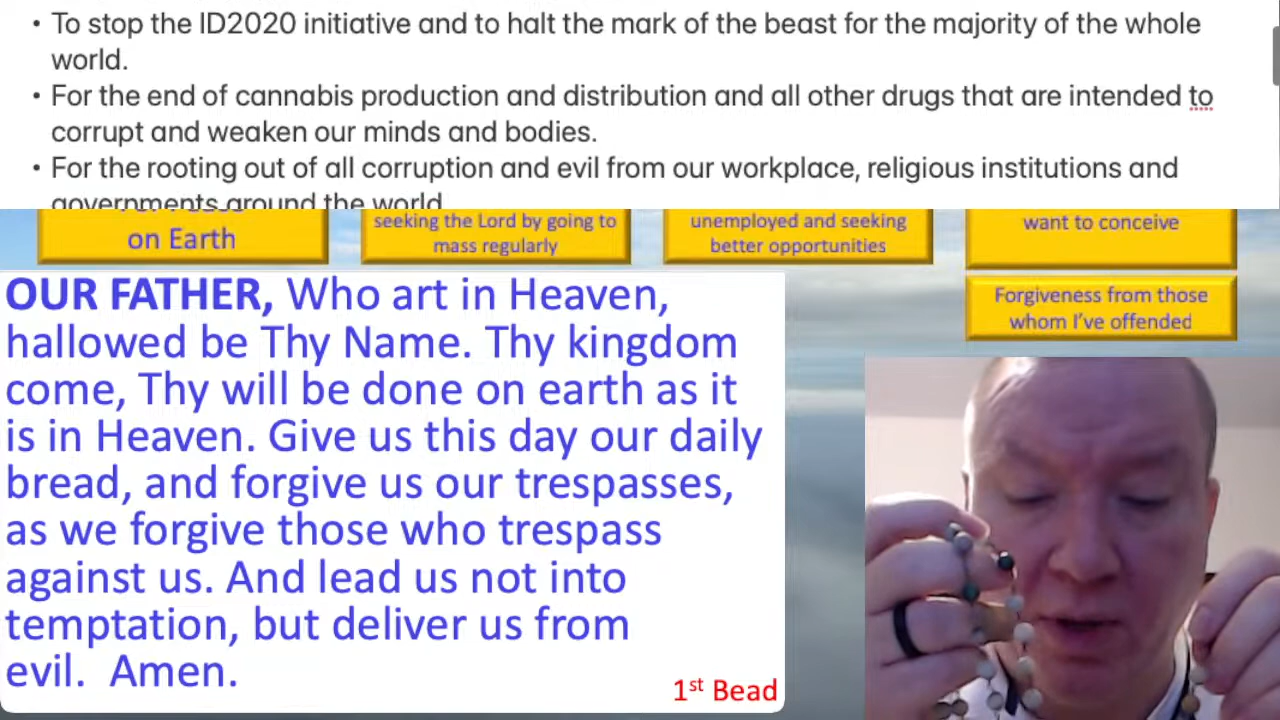 • To stop the ID2020 initiative and to halt the mark of the beast for the majority of the whole
world.
• For the end of cannabis production and distribution and all other drugs that are intended to
corrupt and weaken our minds and bodies.
• For the rooting out of all corruption and evil from our workplace, religious institutions and
governments around the world
on Earth
seeking the Lord by going to
mass regularly
unemployed and seeking
better opportunities
want to conceive
Forgiveness from those
whom I've offended
OUR FATHER, Who art in Heaven,
hallowed be Thy Name. Thy kingdom
come, Thy will be done on earth as it
is in Heaven. Give us this day our daily
bread, and forgive us our trespasses,
as we forgive those who trespass
against us. And lead us not into
temptation, but deliver us from
evil. Amen.
1st Bead